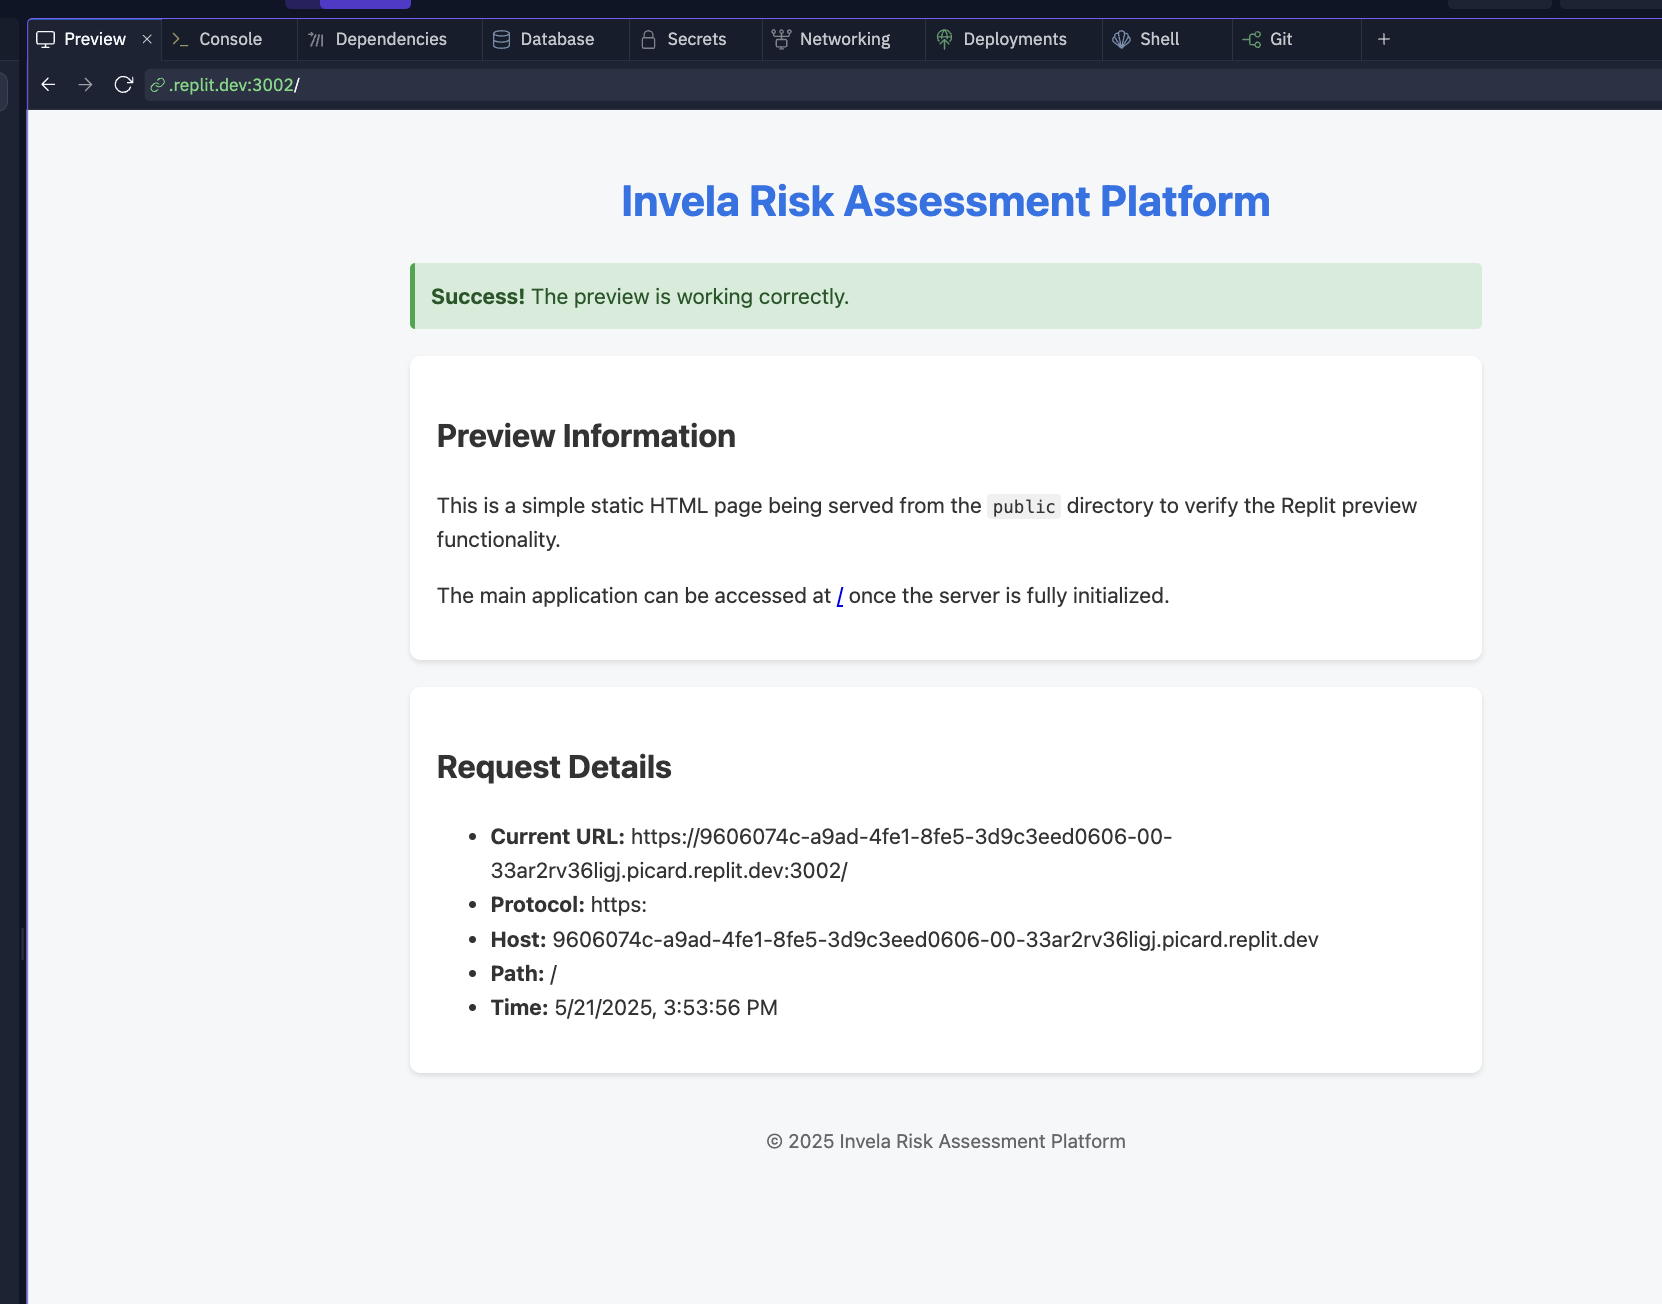 Preview
Console
Dependencies
Database
Secrets
Networking
Deployments
Shell
Git
.replit.dev:3002/
Invela Risk Assessment Platform
Success! The preview is working correctly.
Preview Information
This is a simple static HTML page being served from the public directory to verify the Replit preview
functionality.
The main application can be accessed at / once the server is fully initialized.
Request Details
• Current URL: https://9606074c-a9ad-4fe1-8fe5-3d9c3eed0606-00-
33ar2rv36ligj.picard.replit.dev:3002/
• Protocol: https:
• Host: 9606074c-a9ad-4fe1-8fe5-3d9c3eed0606-00-33ar2rv36ligj.picard.replit.dev
• Path: /
• Time: 5/21/2025, 3:53:56 PM
© 2025 Invela Risk Assessment Platform